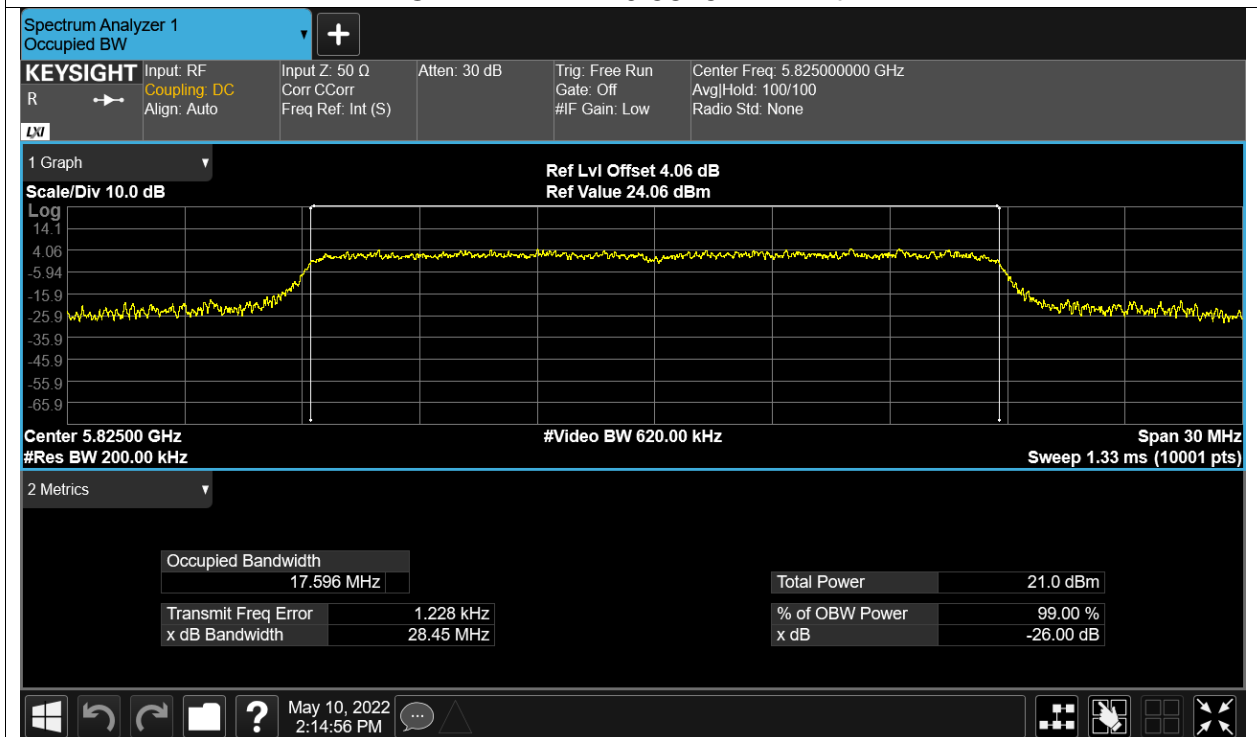 Spectrum Analyzer 1
Occupied BW
KEYSIGHT
R
LXI
Input: RF
Coupling: DC
Align: Auto
Input Z: 50 Ω
Corr CCorr
Freq Ref: Int (S)
Atten: 30 dB
Trig: Free Run
Gate: Off
#IF Gain: Low
Center Freq: 5.825000000 GHz
Avg|Hold: 100/100
Radio Std: None
1 Graph
Scale/Div 10.0 dB
Ref Lvl Offset 4.06 dB
Ref Value 24.06 dBm
Log
14.1
4.06
-5.94
-15.9
-25.9
-35.9
-45.9
-55.9
-65.9
Center 5.82500 GHz
#Video BW 620.00 kHz
Span 30 MHz
#Res BW 200.00 kHz
Sweep 1.33 ms (10001 pts)
2 Metrics
Occupied Bandwidth
17.596 MHz
Total Power 21.0 dBm
Transmit Freq Error 1.228 kHz
% of OBW Power 99.00 %
x dB Bandwidth 28.45 MHz
x dB -26.00 dB
?
May 10, 2022
2:14:56 PM